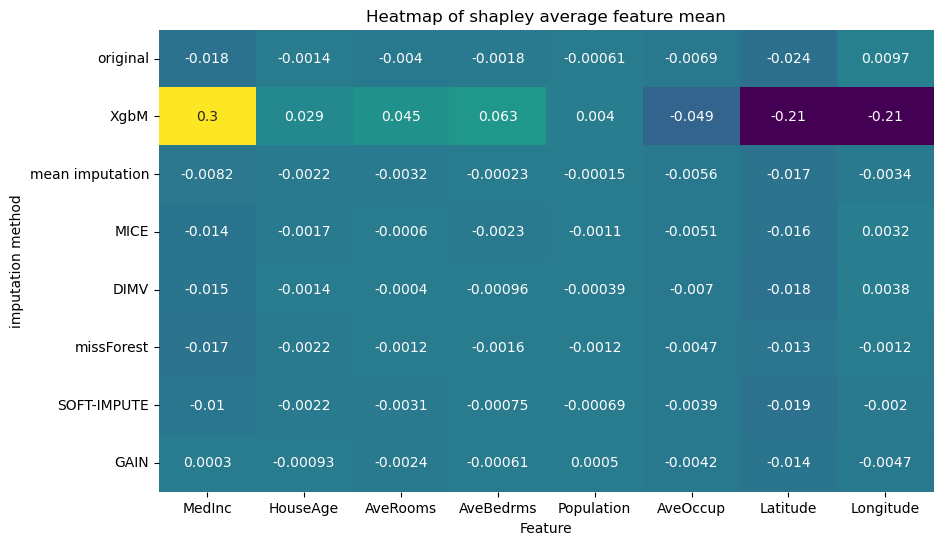 Heatmap of shapley average feature mean
imputation method
original -0.018 -0.0014 -0.004 -0.0018 -0.00061 -0.0069 -0.024 0.0097
XgbM 0.3 0.029 0.045 0.063 0.004 -0.049 -0.21 -0.21
mean imputation -0.0082 -0.0022 -0.0032 -0.00023 -0.00015 -0.0056 -0.017 -0.0034
MICE -0.014 -0.0017 -0.0006 -0.0023 -0.0011 -0.0051 -0.016 0.0032
DIMV -0.015 -0.0014 -0.0004 -0.00096 -0.00039 -0.007 -0.018 0.0038
missForest -0.017 -0.0022 -0.0012 -0.0016 -0.0012 -0.0047 -0.013 -0.0012
SOFT-IMPUTE -0.01 -0.0022 -0.0031 -0.00075 -0.00069 -0.0039 -0.019 -0.002
GAIN 0.0003 -0.00093 -0.0024 -0.00061 0.0005 -0.0042 -0.014 -0.0047
MedInc HouseAge AveRooms AveBedrms Population AveOccup Latitude Longitude
Feature